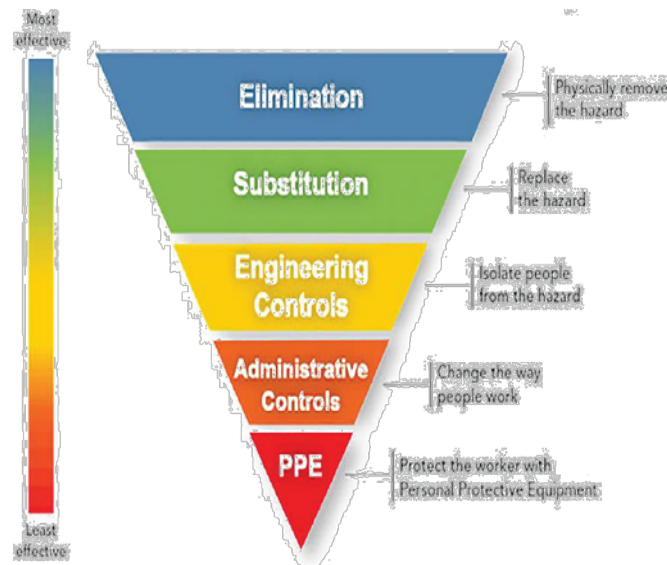 Most
effective
Elimination
Physically remove
the hazard
Substitution
Replace
the hazard
Engineering
Controls
Isolate people
from the hazard
Administrative
Controls
Change the way
people work
PPE
Protect the worker with
Personal Protective Equipment
Least
effective